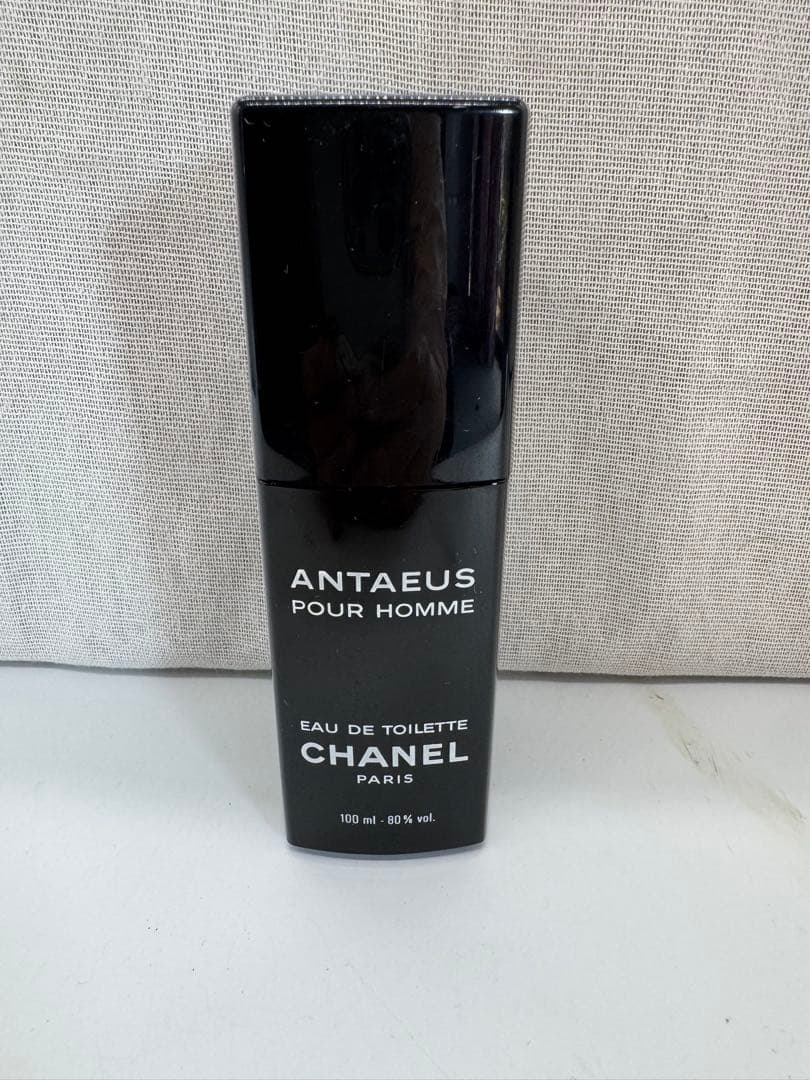 ANTAEUS
POUR HOMME
EAU DE TOILETTE
CHANEL
PARIS
100 ml - 80% vol.